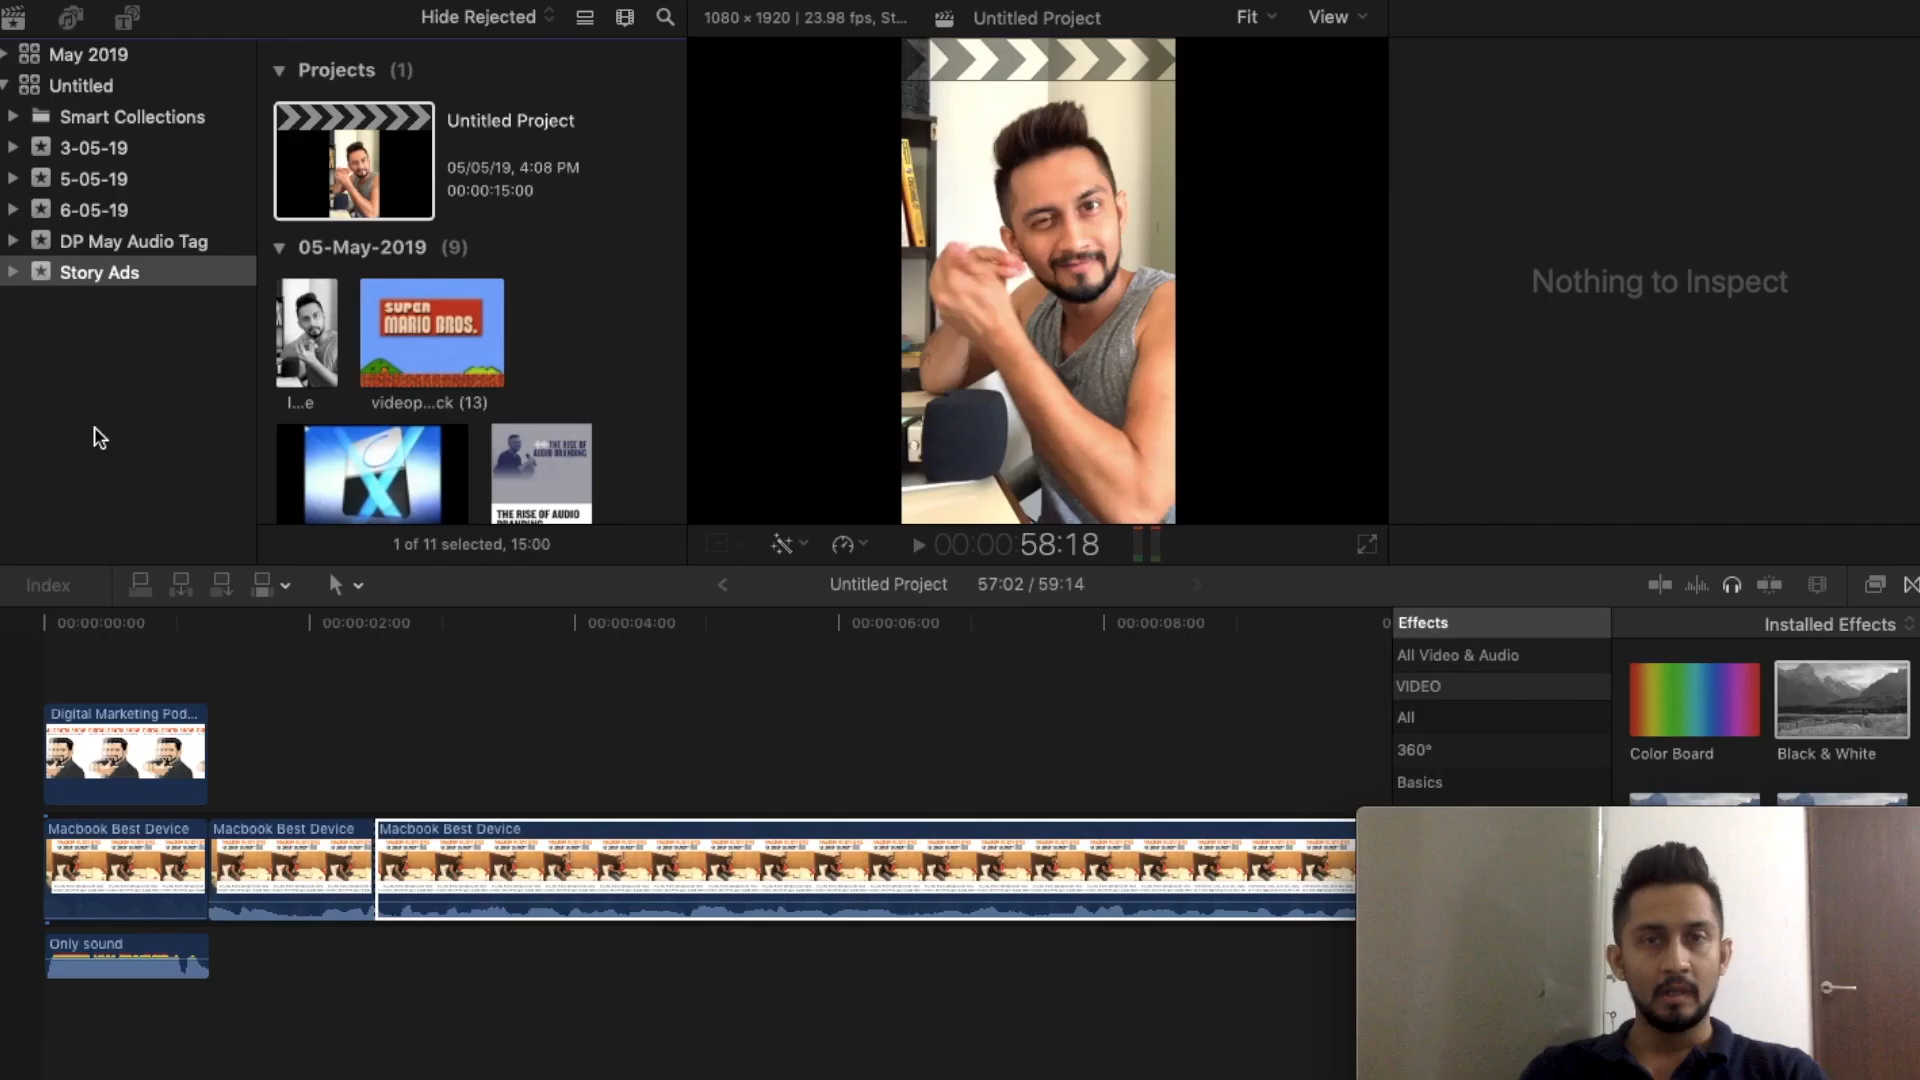 Hide Rejected
1080 × 1920 | 23.98 fps, St...
Untitled Project
Fit
View
May 2019
Untitled
Smart Collections
3-05-19
5-05-19
6-05-19
DP May Audio Tag
Story Ads
Projects (1)
Untitled Project
05/05/19, 4:08 PM
00:00:15:00
05-May-2019 (9)
SUPER
MARIO BROS.
I...e
videop...ck (13)
THE RISE OF
AUDIO BRANDING
THE RISE OF AUDIO
BRANDING
1 of 11 selected, 15:00
00:00:58:18
Nothing to Inspect
Index
Untitled Project
57:02 / 59:14
00:00:00:00
00:00:02:00
00:00:04:00
00:00:06:00
00:00:08:00
0
Effects
Installed Effects
All Video & Audio
VIDEO
All
360°
Basics
Color Board
Black & White
Digital Marketing Pod...
Macbook Best Device
Macbook Best Device
Macbook Best Device
Only sound